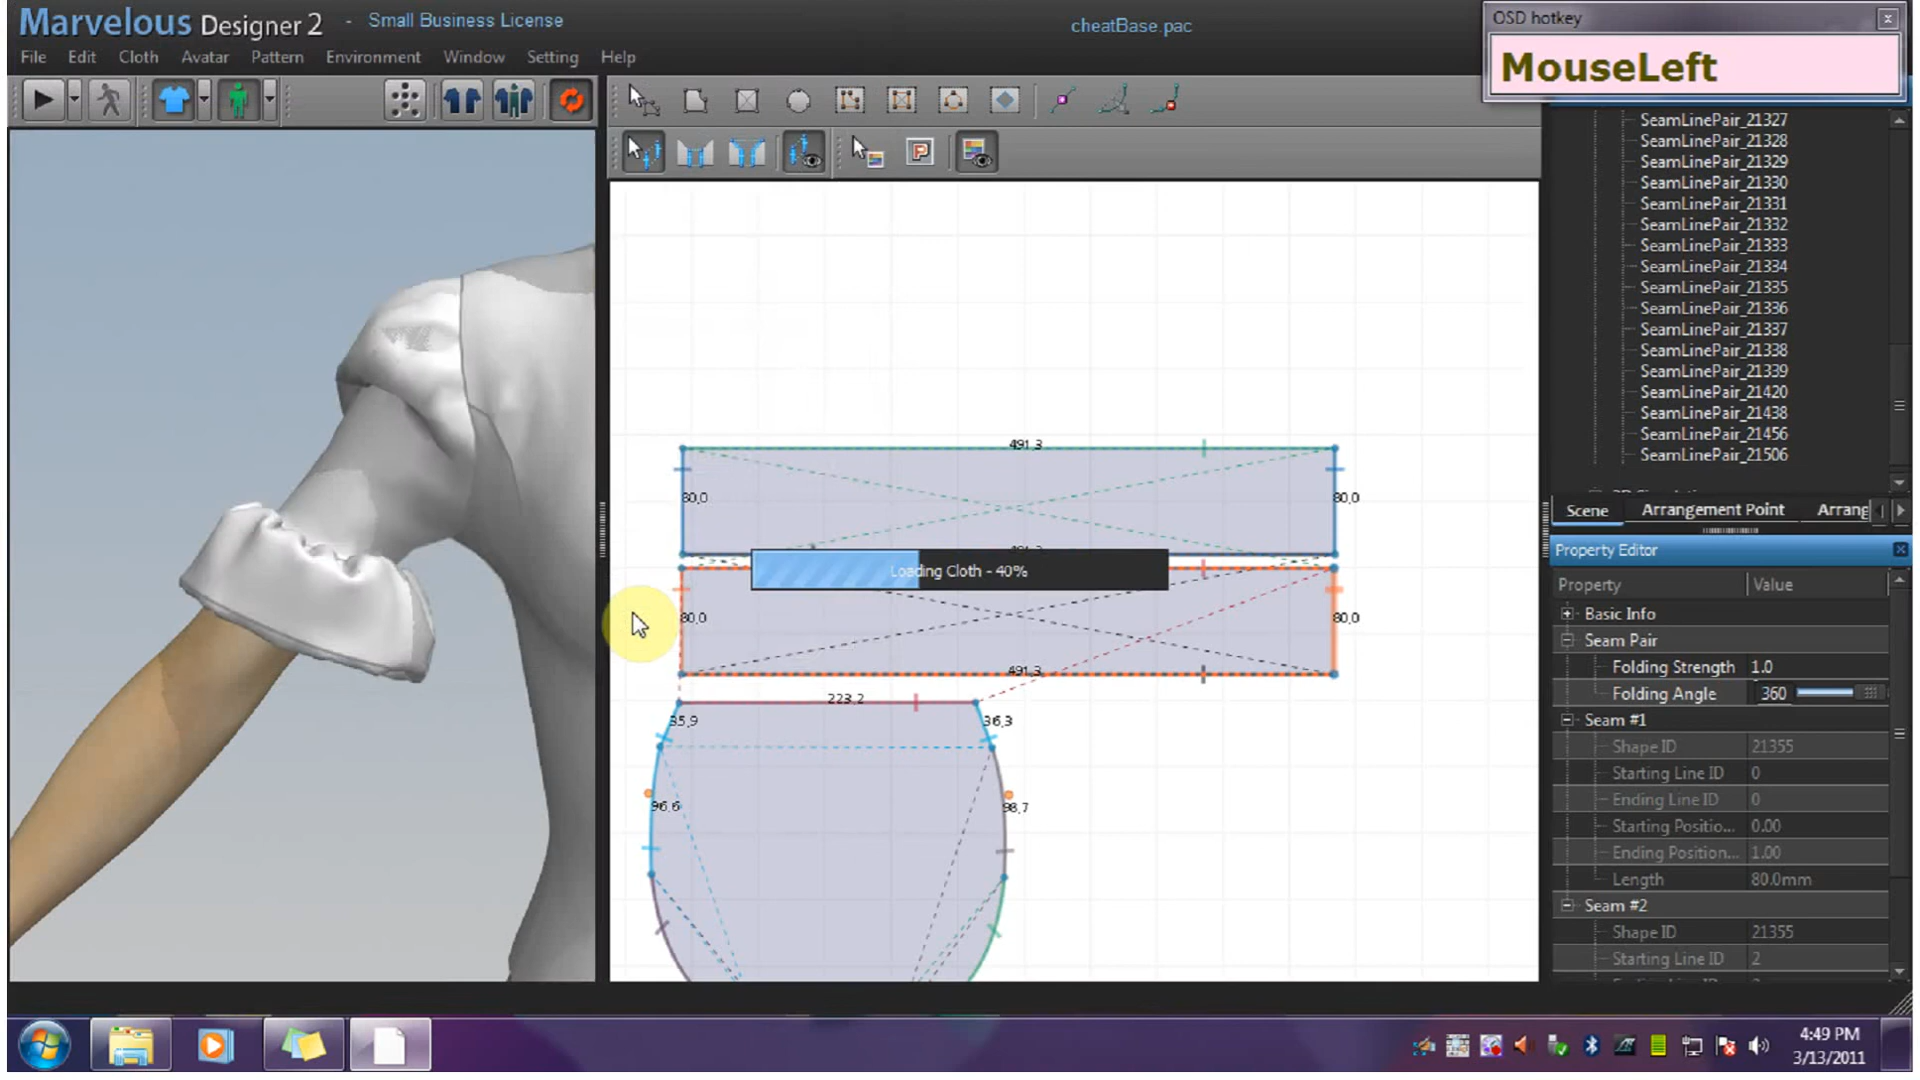 Marvelous Designer 2 - Small Business License
cheatBase.pac
OSD hotkey
MouseLeft
File Edit Cloth Avatar Pattern Environment Window Setting Help
SeamLinePair_21327
SeamLinePair_21328
SeamLinePair_21329
SeamLinePair_21330
SeamLinePair_21331
SeamLinePair_21332
SeamLinePair_21333
SeamLinePair_21334
SeamLinePair_21335
SeamLinePair_21336
SeamLinePair_21337
SeamLinePair_21338
SeamLinePair_21339
SeamLinePair_21420
SeamLinePair_21438
SeamLinePair_21456
SeamLinePair_21506
Scene Arrangement Point Arrang
491,3
80,0 80,0
Loading Cloth - 40%
80,0 80,0
491,3
223,2
35,9 36,3
96,6 98,7
Property Editor
Property Value
Basic Info
Seam Pair
Folding Strength 1.0
Folding Angle 360
Seam #1
Shape ID 21355
Starting Line ID 0
Ending Line ID 0
Starting Positio... 0.00
Ending Position... 1.00
Length 80.0mm
Seam #2
Shape ID 21355
Starting Line ID 2
4:49 PM
3/13/2011